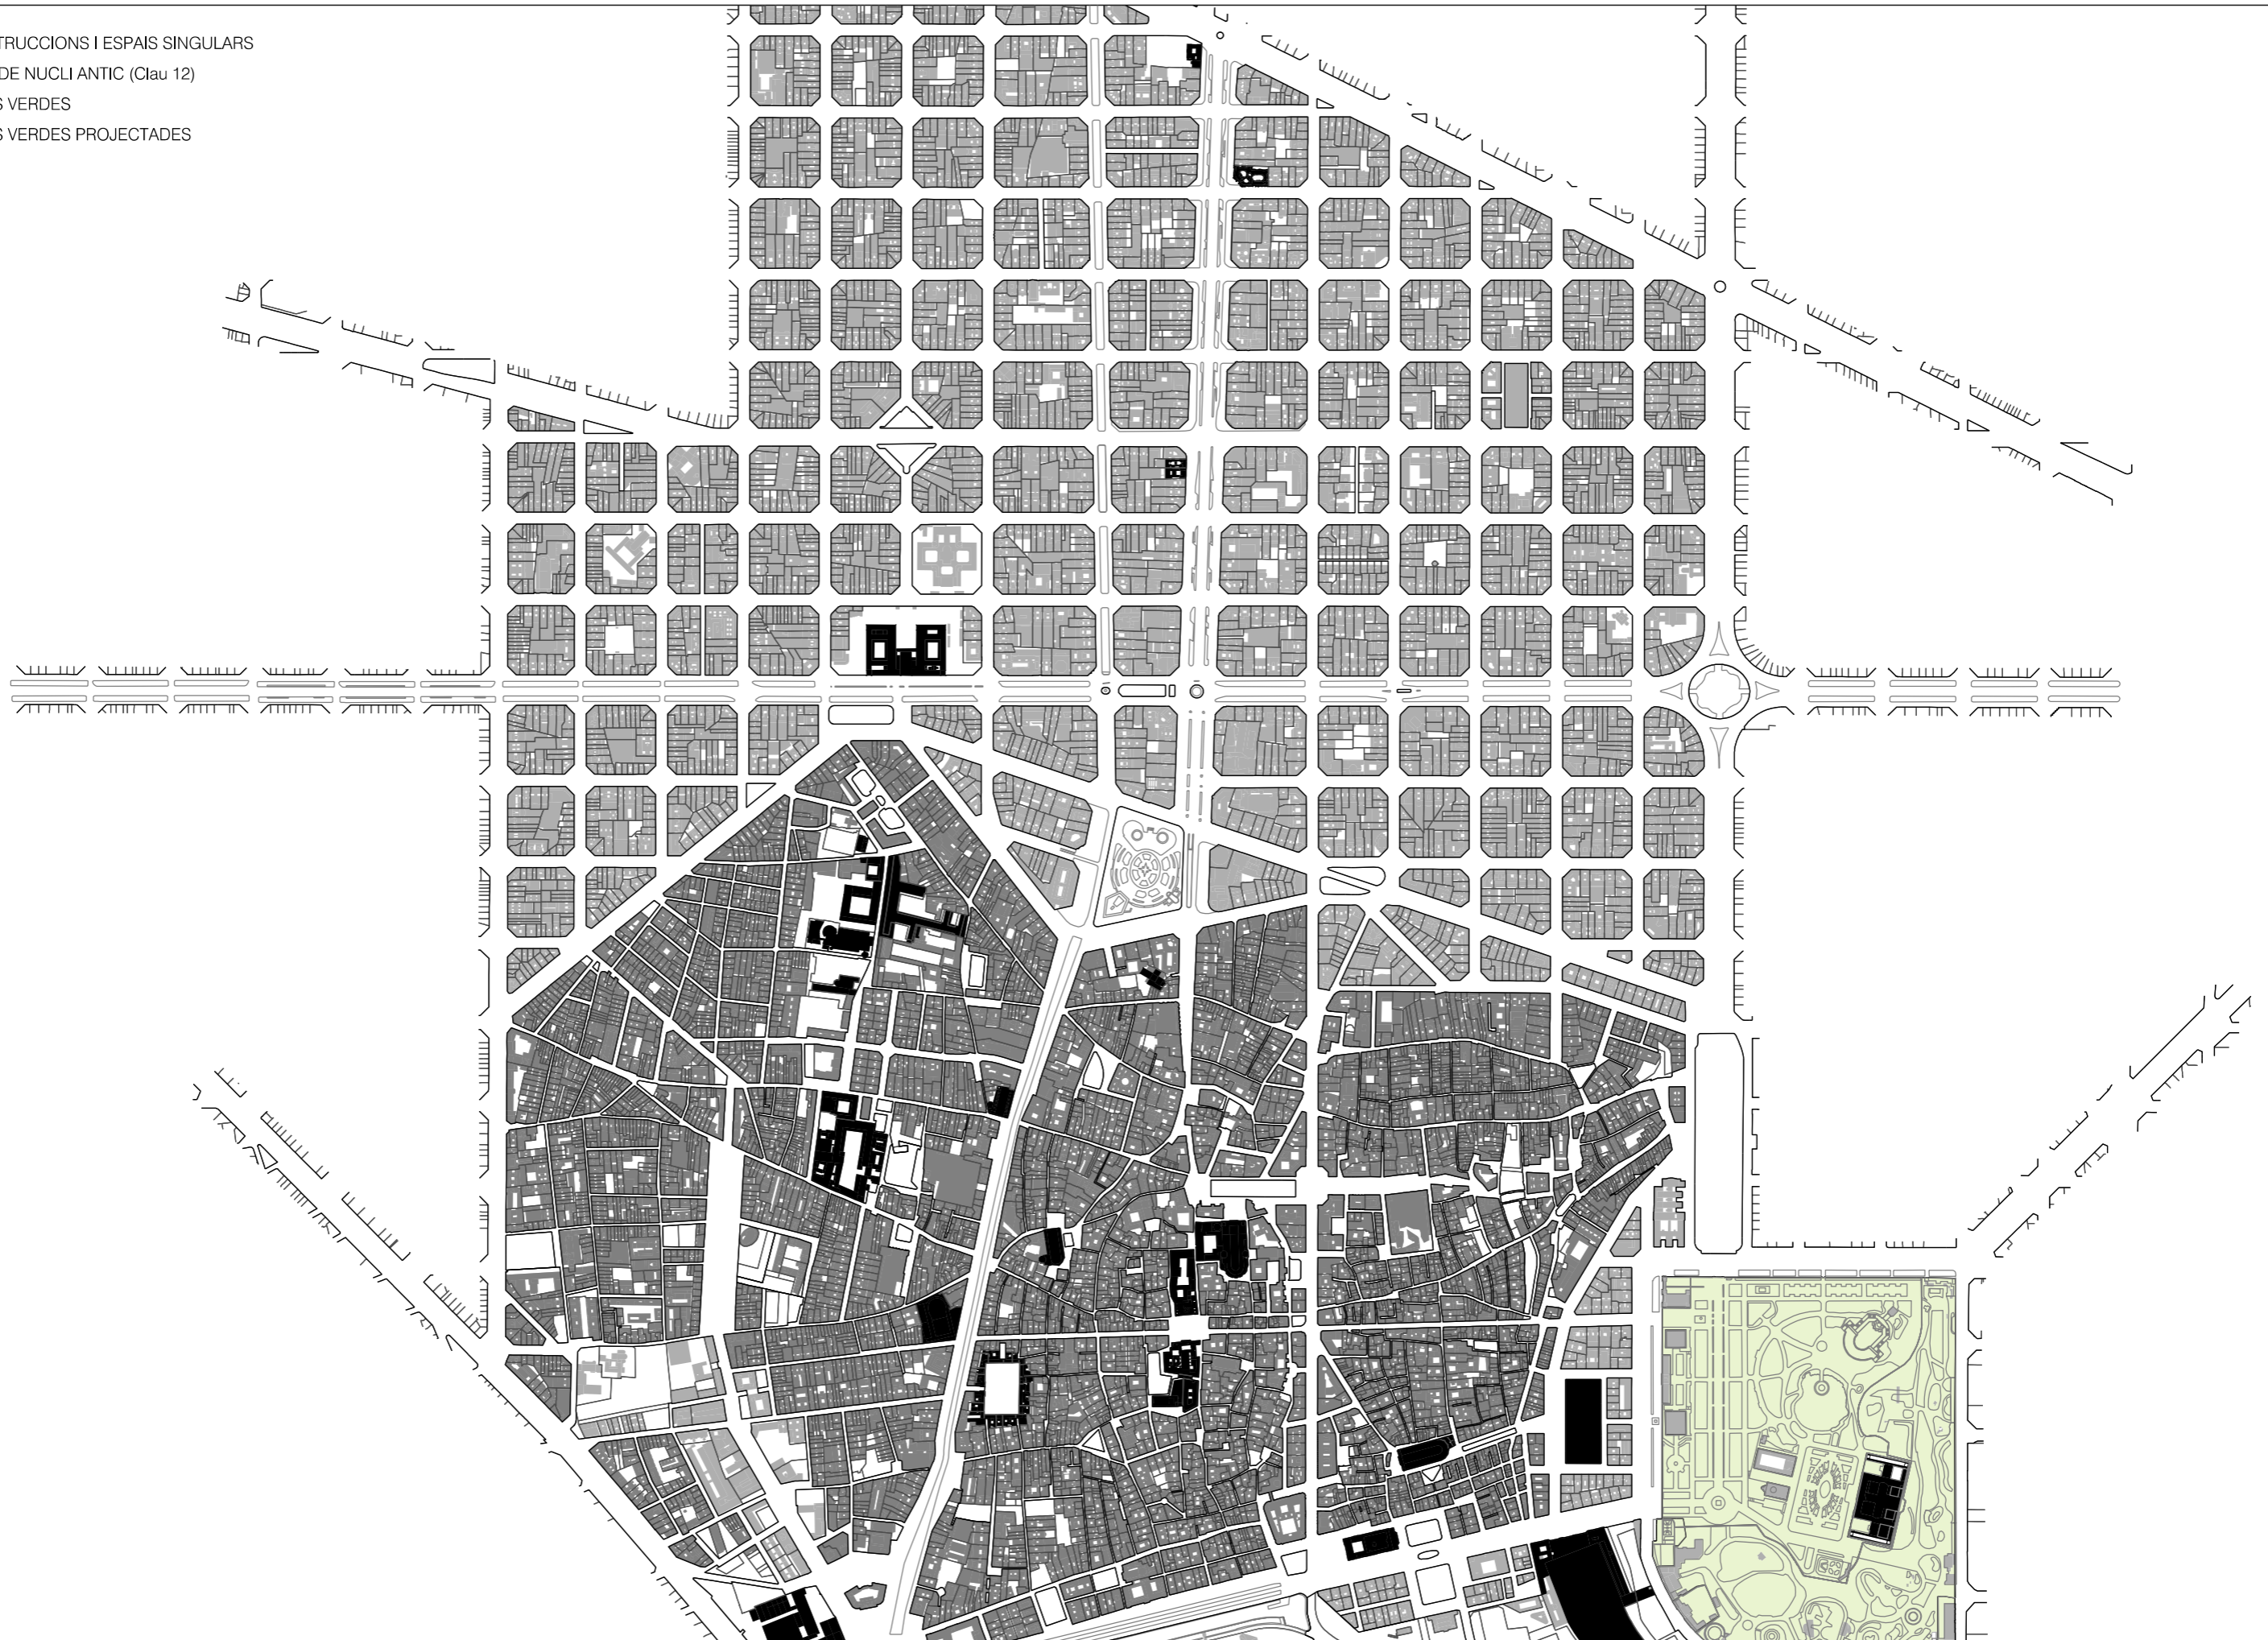 TRUCCIONS I ESPAIS SINGULARS
DE NUCLI ANTIC (Clau 12)
S VERDES
S VERDES PROJECTADES